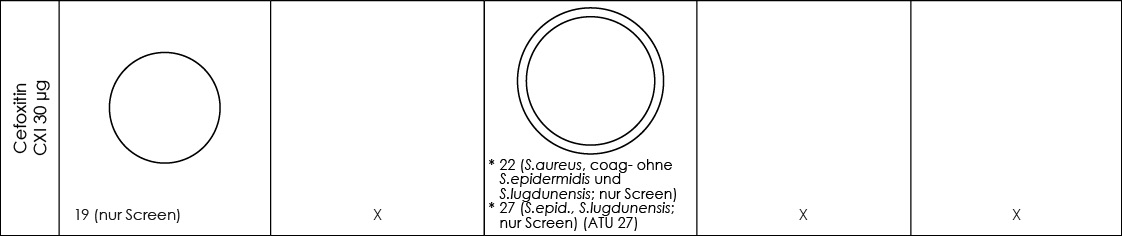 Cefoxitin
CXI 30 µg
19 (nur Screen)
X
* 22 (S.aureus, coag- ohne
S.epidermidis und
S.lugdunensis; nur Screen)
* 27 (S.epid., S.lugdunensis;
nur Screen) (ATU 27)
X
X